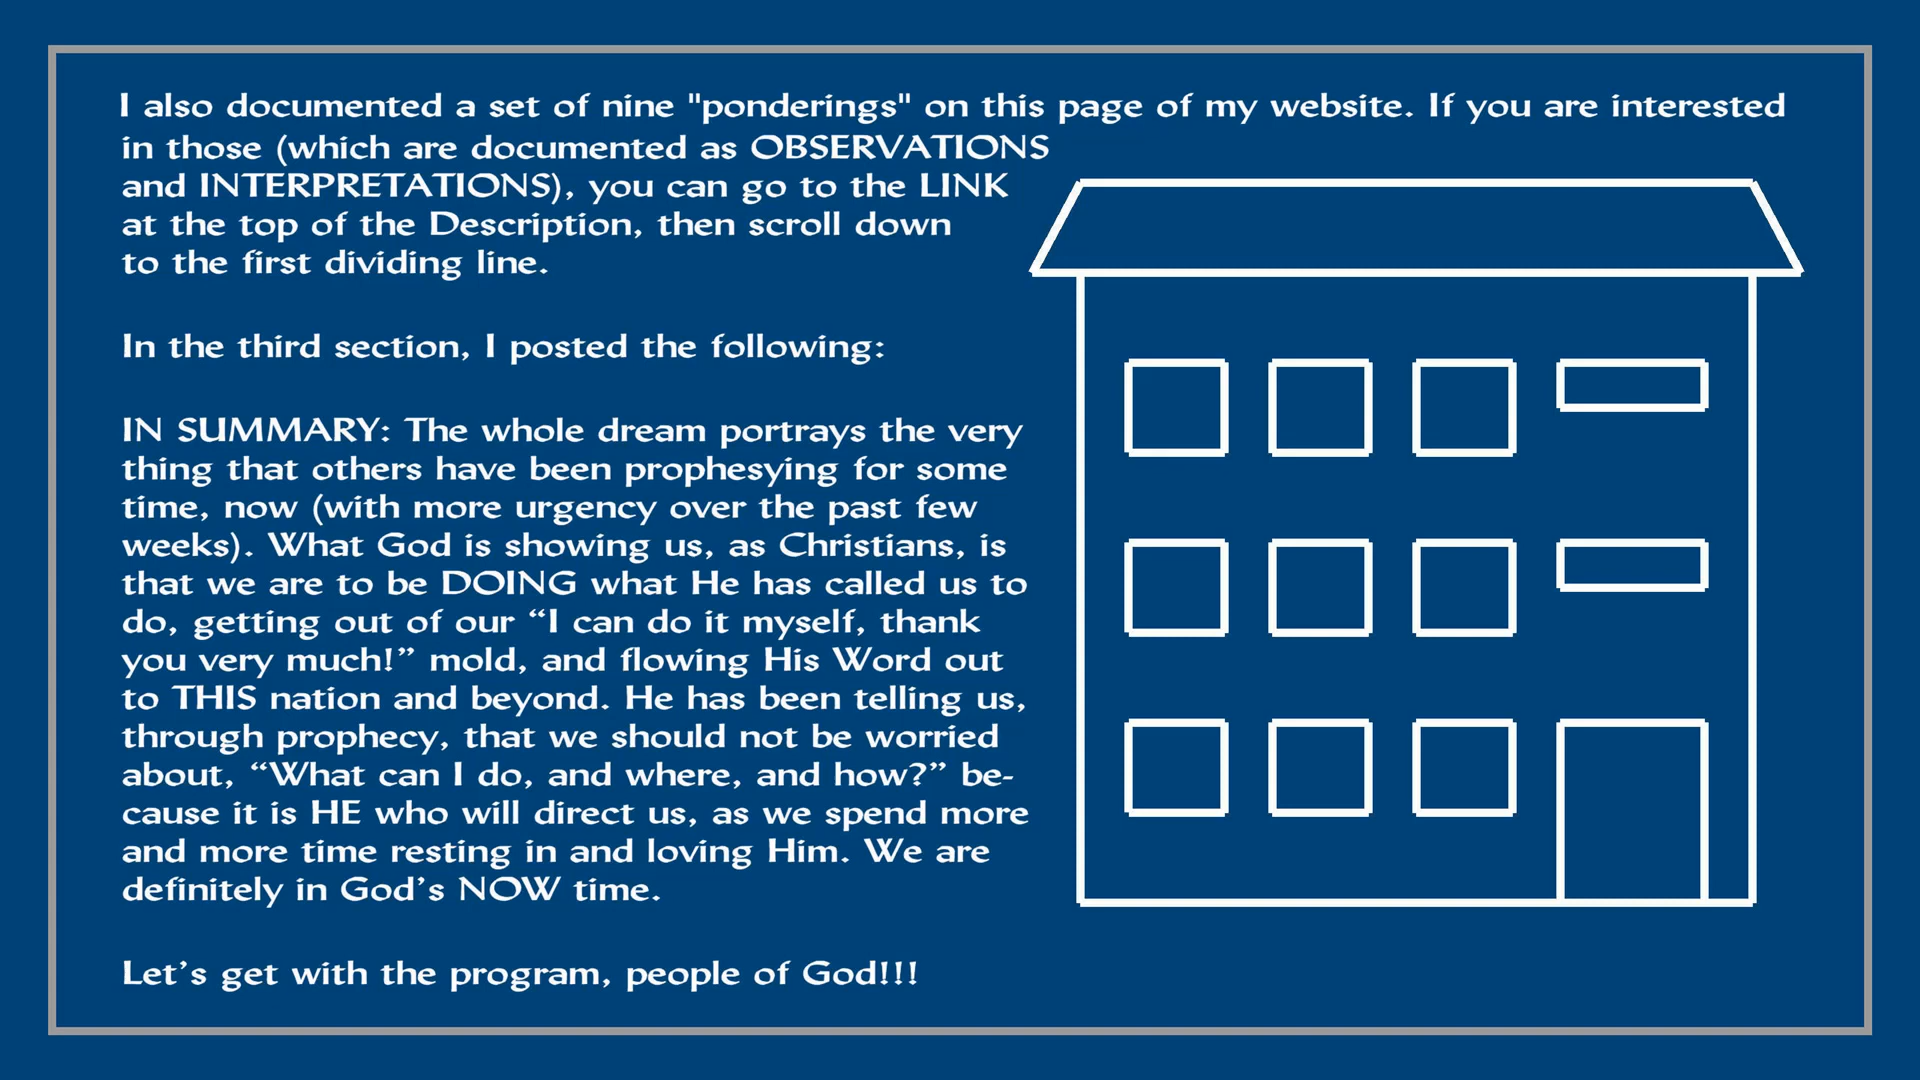 I also documented a set of nine "ponderings" on this page of my website. If you are interested
in those (which are documented as OBSERVATIONS
and INTERPRETATIONS), you can go to the LINK
at the top of the Description, then scroll down
to the first dividing line.
In the third section, I posted the following:
IN SUMMARY: The whole dream portrays the very
thing that others have been prophesying for some
time, now (with more urgency over the past few
weeks). What God is showing us, as Christians, is
that we are to be DOING what He has called us to
do, getting out of our “I can do it myself, thank
you very much!” mold, and flowing His Word out
to THIS nation and beyond. He has been telling us,
through prophecy, that we should not be worried
about, “What can I do, and where, and how?” be-
cause it is HE who will direct us, as we spend more
and more time resting in and loving Him. We are
definitely in God’s NOW time.
Let’s get with the program, people of God!!!